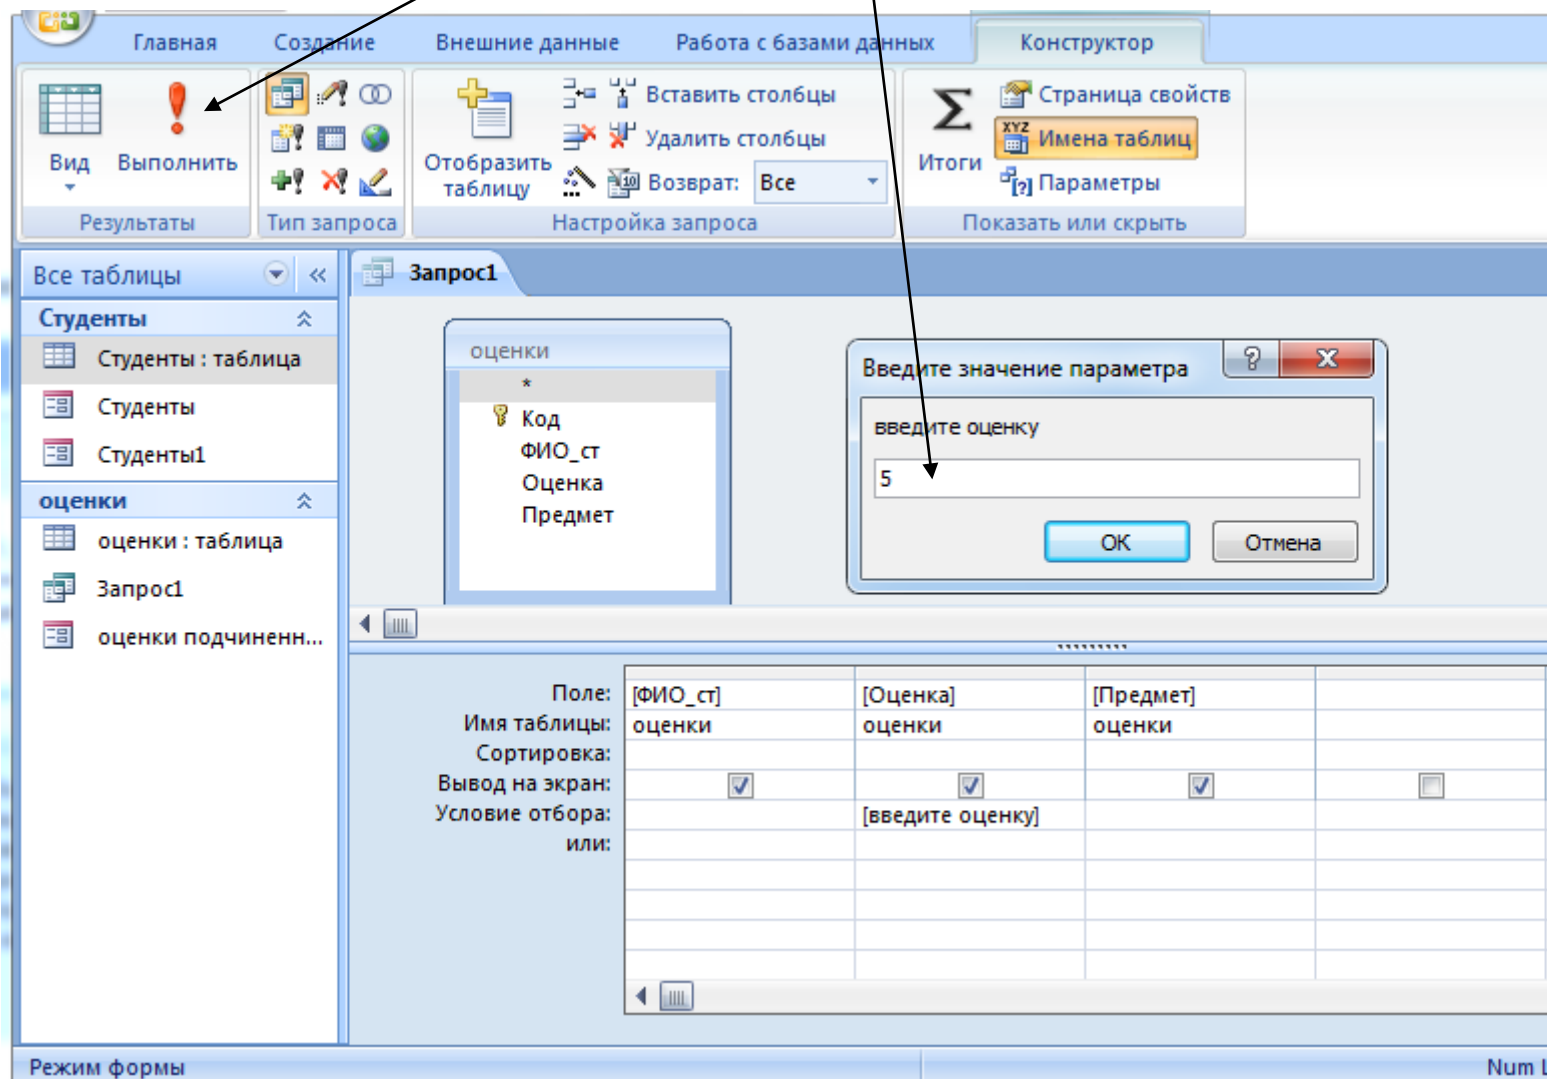 Главная Создание Внешние данные Работа с базами данных Конструктор
Вид Выполнить
Результаты
Тип запроса
Отобразить таблицу
Вставить столбцы
Удалить столбцы
Возврат: Все
Настройка запроса
Итоги
Страница свойств
XYZ Имена таблиц
Параметры
Показать или скрыть
Все таблицы
Студенты
Студенты : таблица
Студенты
Студенты1
оценки
оценки : таблица
Запрос1
оценки подчиненн...
Запрос1
оценки
*
Код
ФИО_ст
Оценка
Предмет
Введите значение параметра
введите оценку
5
ОК Отмена
Поле: [ФИО_ст] [Оценка] [Предмет]
Имя таблицы: оценки оценки оценки
Сортировка:
Вывод на экран:
Условие отбора: [введите оценку]
или:
Режим формы Num L